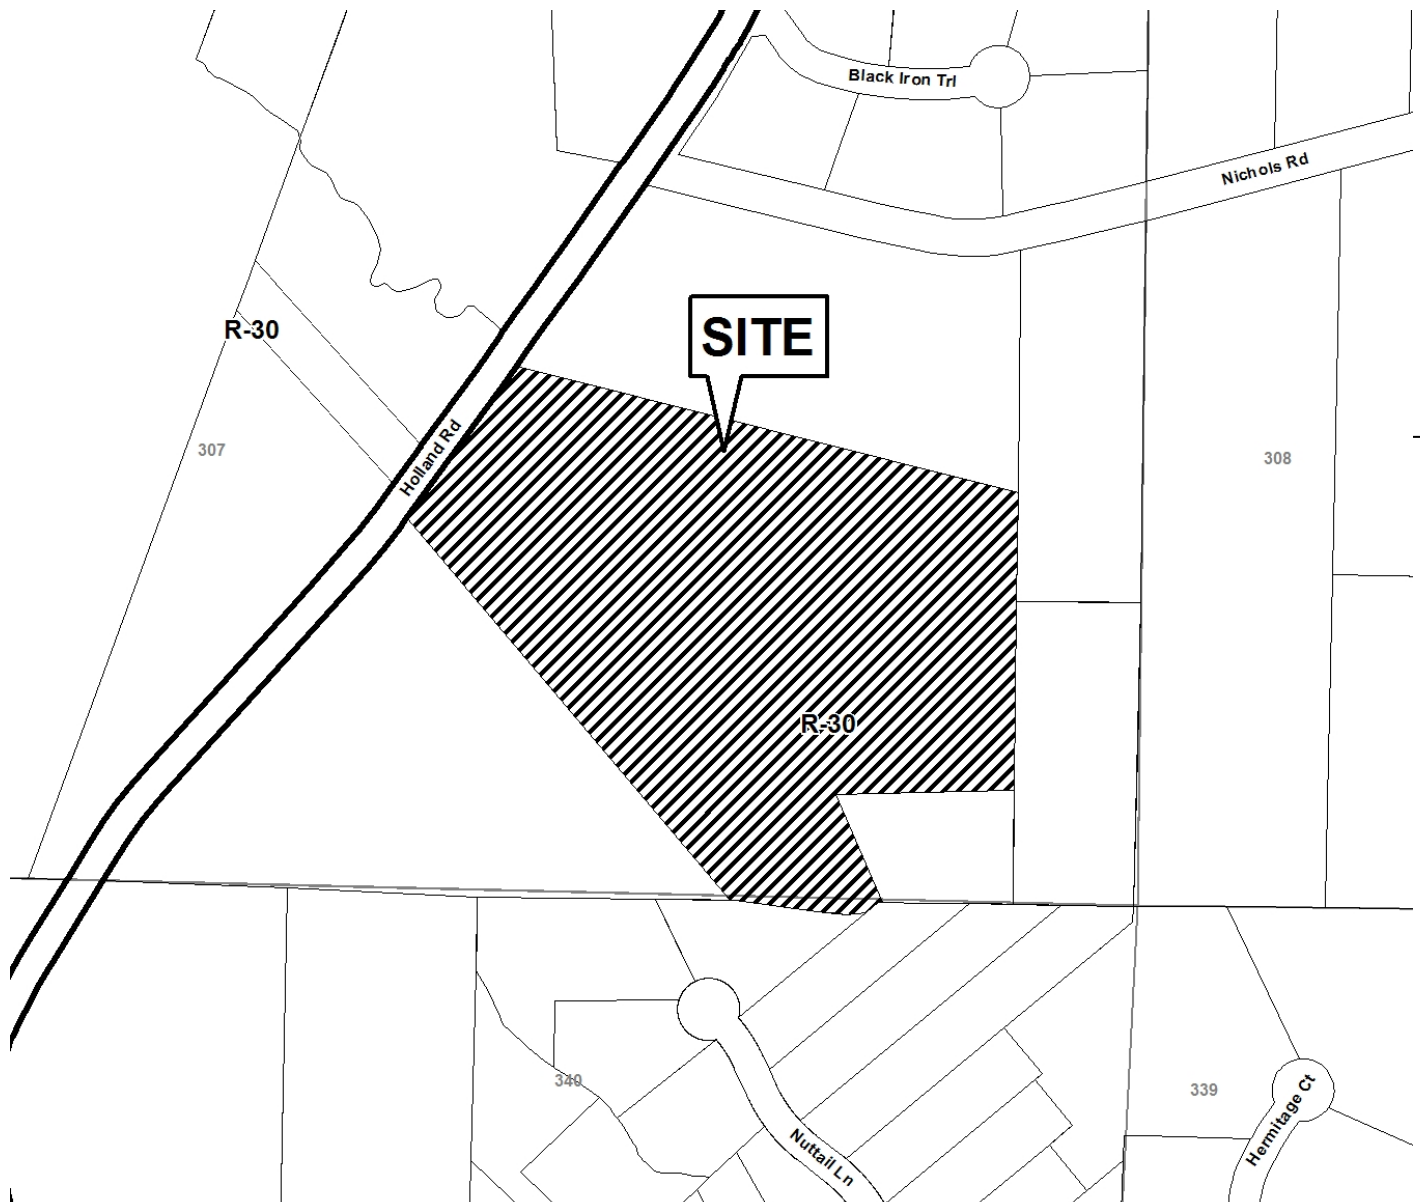 Black Iron Trl
Nichols Rd
SITE
R-30
Holland Rd
307
308
R-30
340
339
Nuttail Ln
Hermitage Ct